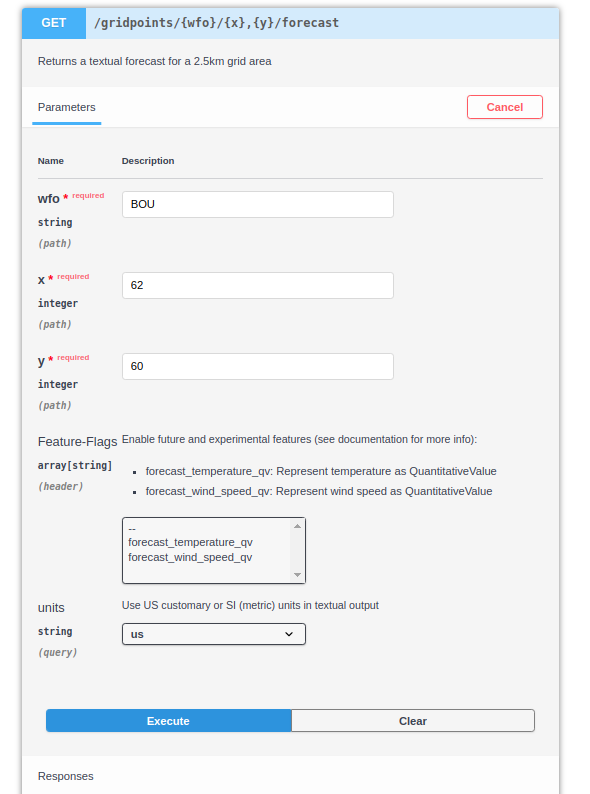 GET /gridpoints/{wfo}/{x},{y}/forecast
Returns a textual forecast for a 2.5km grid area
Parameters
Cancel
Name Description
wfo * required
string
(path)
BOU
x * required
integer
(path)
62
y * required
integer
(path)
60
Feature-Flags
array[string]
(header)
Enable future and experimental features (see documentation for more info):
forecast_temperature_qv: Represent temperature as QuantitativeValue
forecast_wind_speed_qv: Represent wind speed as QuantitativeValue
--
forecast_temperature_qv
forecast_wind_speed_qv
units
string
(query)
Use US customary or SI (metric) units in textual output
us
Execute
Clear
Responses